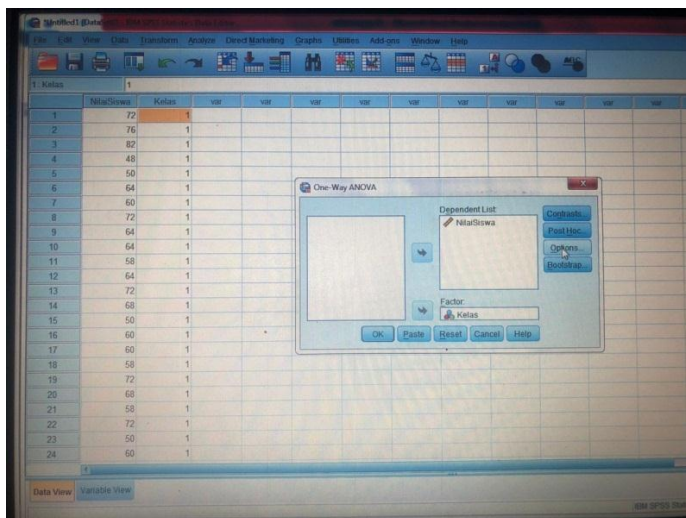 *Untitled1 [Data
File Edit View Data Transform Analyze Direct Marketing Graphs Utilities Add-ons Window Help
1 : Kelas 1
NilaiSiswa Kelas var var var var var var var var var var
1 72 1
2 76 1
3 82 1
4 48 1
5 50 1
6 64 1
7 60 1
8 72 1
9 64 1
10 64 1
11 58 1
12 64 1
13 72 1
14 68 1
15 50 1
16 60 1
17 60 1
18 58 1
19 72 1
20 68 1
21 58 1
22 72 1
23 50 1
24 60 1
One-Way ANOVA
Dependent List:
NilaiSiswa
Contrasts...
Post Hoc...
Options...
Bootstrap...
Factor:
Kelas
OK Paste Reset Cancel Help
Data View Variable View
IBM SPSS